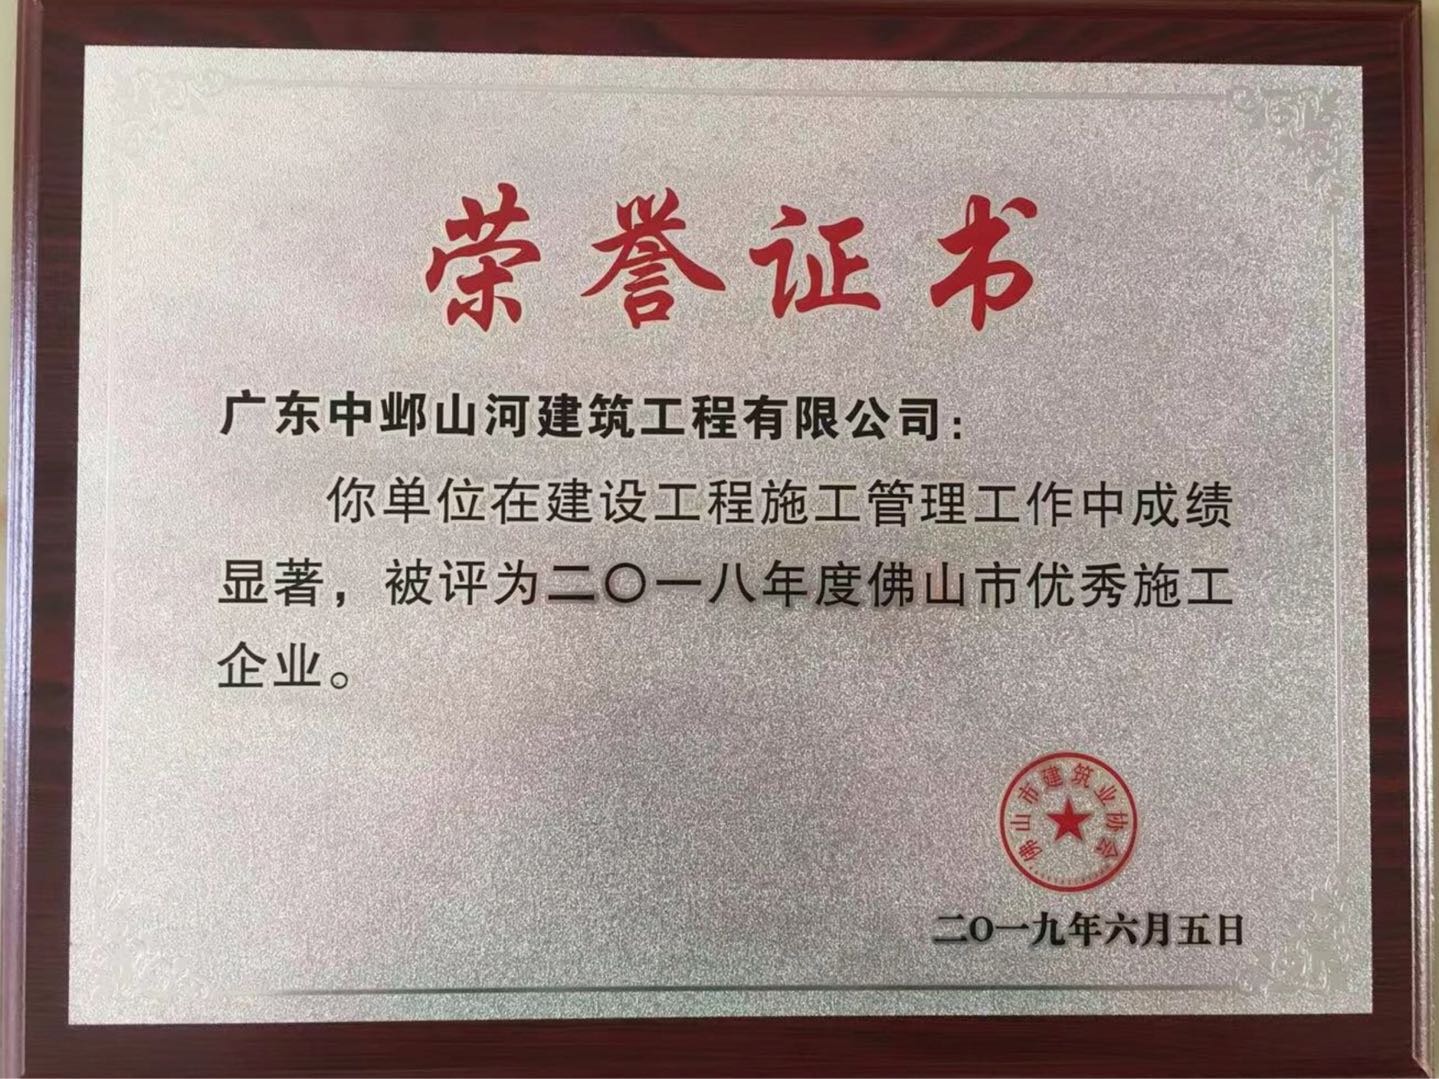 荣誉证书
广东中邺山河建筑工程有限公司：
你单位在建设工程施工管理工作中成绩
显著，被评为二〇一八年度佛山市优秀施工
企业。
佛山市建筑业协会
二〇一九年六月五日